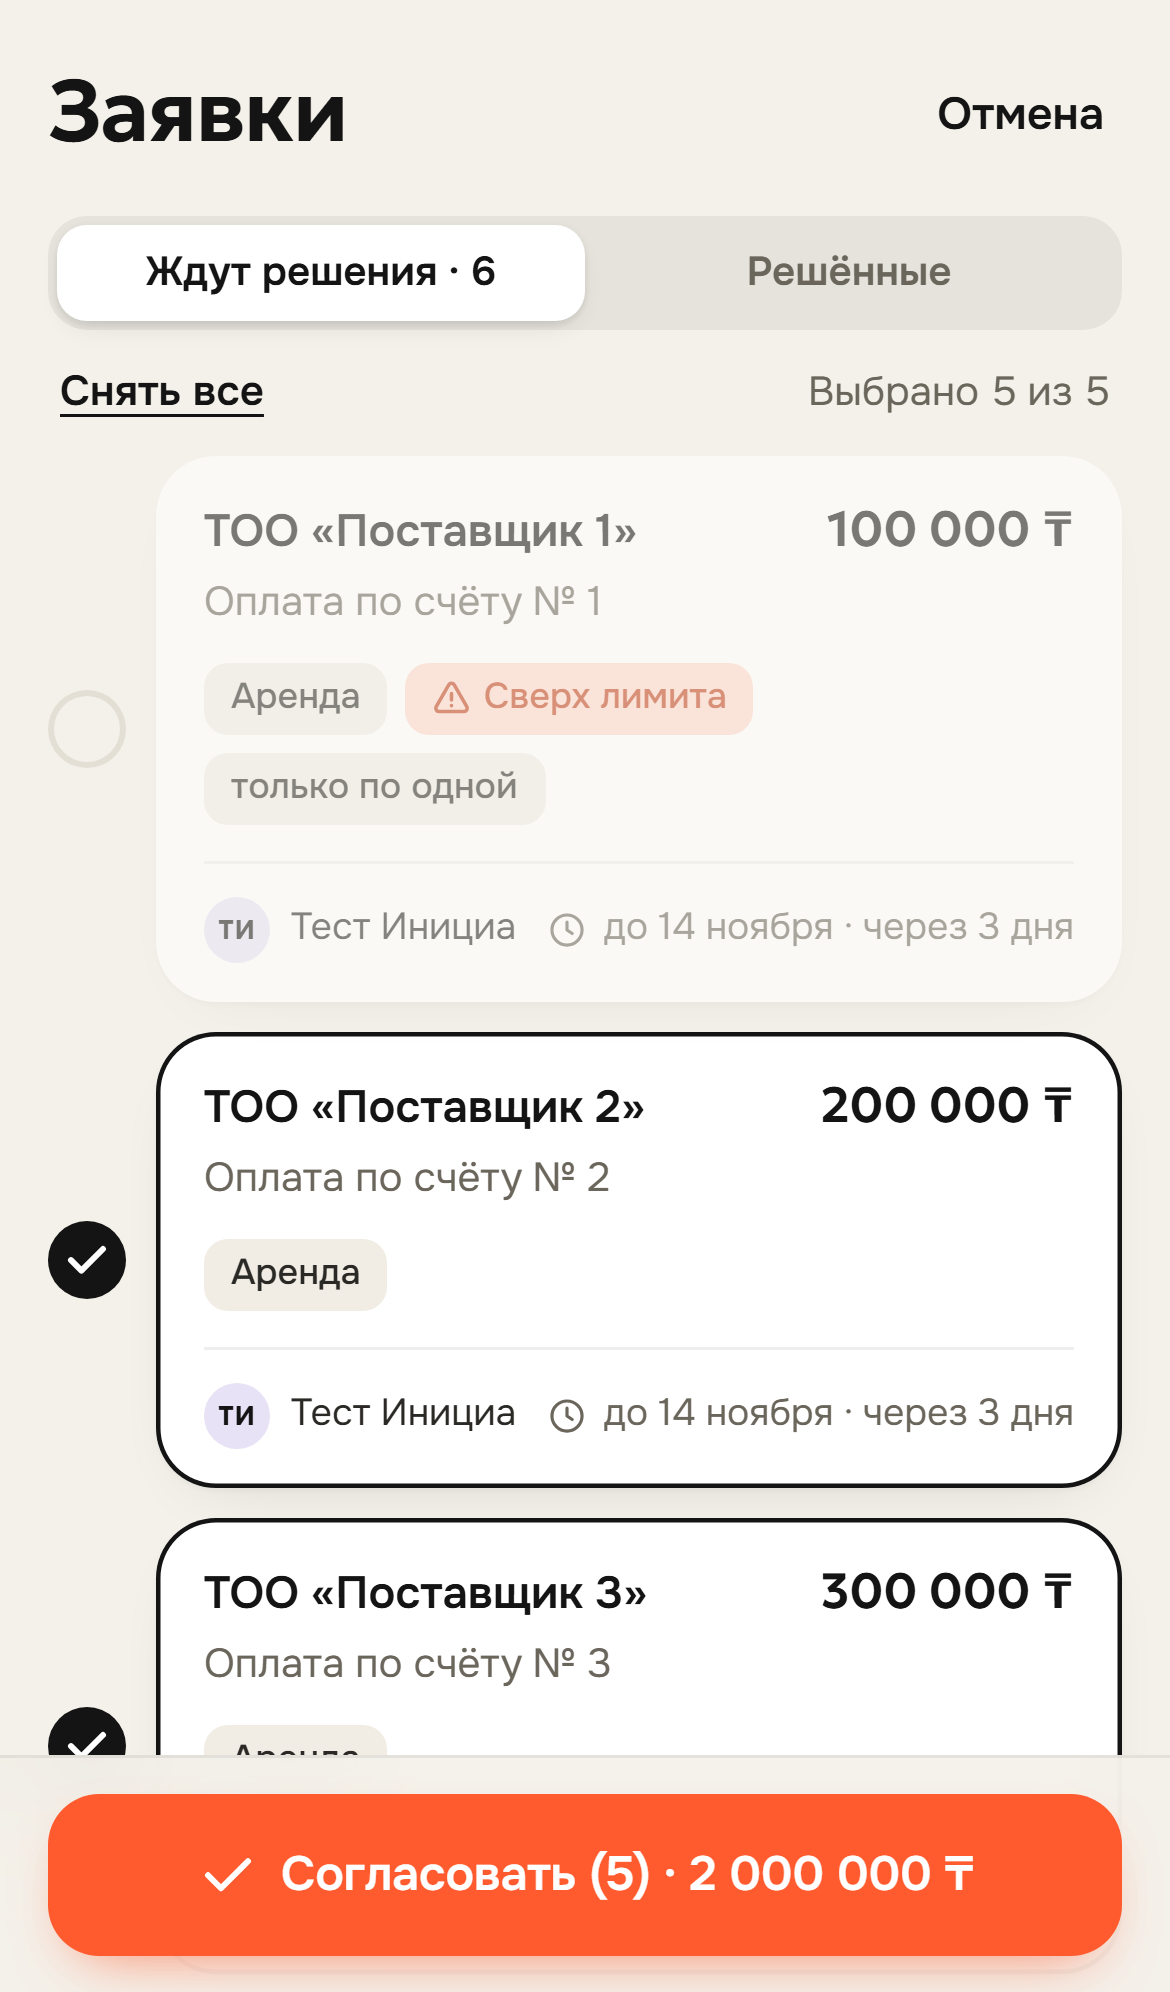 Заявки
Отмена
Ждут решения · 6
Решённые
Снять все
Выбрано 5 из 5
ТОО «Поставщик 1»
100 000 ₸
Оплата по счёту № 1
Аренда
Сверх лимита
только по одной
ТИ
Тест Инициа
до 14 ноября · через 3 дня
ТОО «Поставщик 2»
200 000 ₸
Оплата по счёту № 2
Аренда
ТИ
Тест Инициа
до 14 ноября · через 3 дня
ТОО «Поставщик 3»
300 000 ₸
Оплата по счёту № 3
Аренда
Согласовать (5) · 2 000 000 ₸